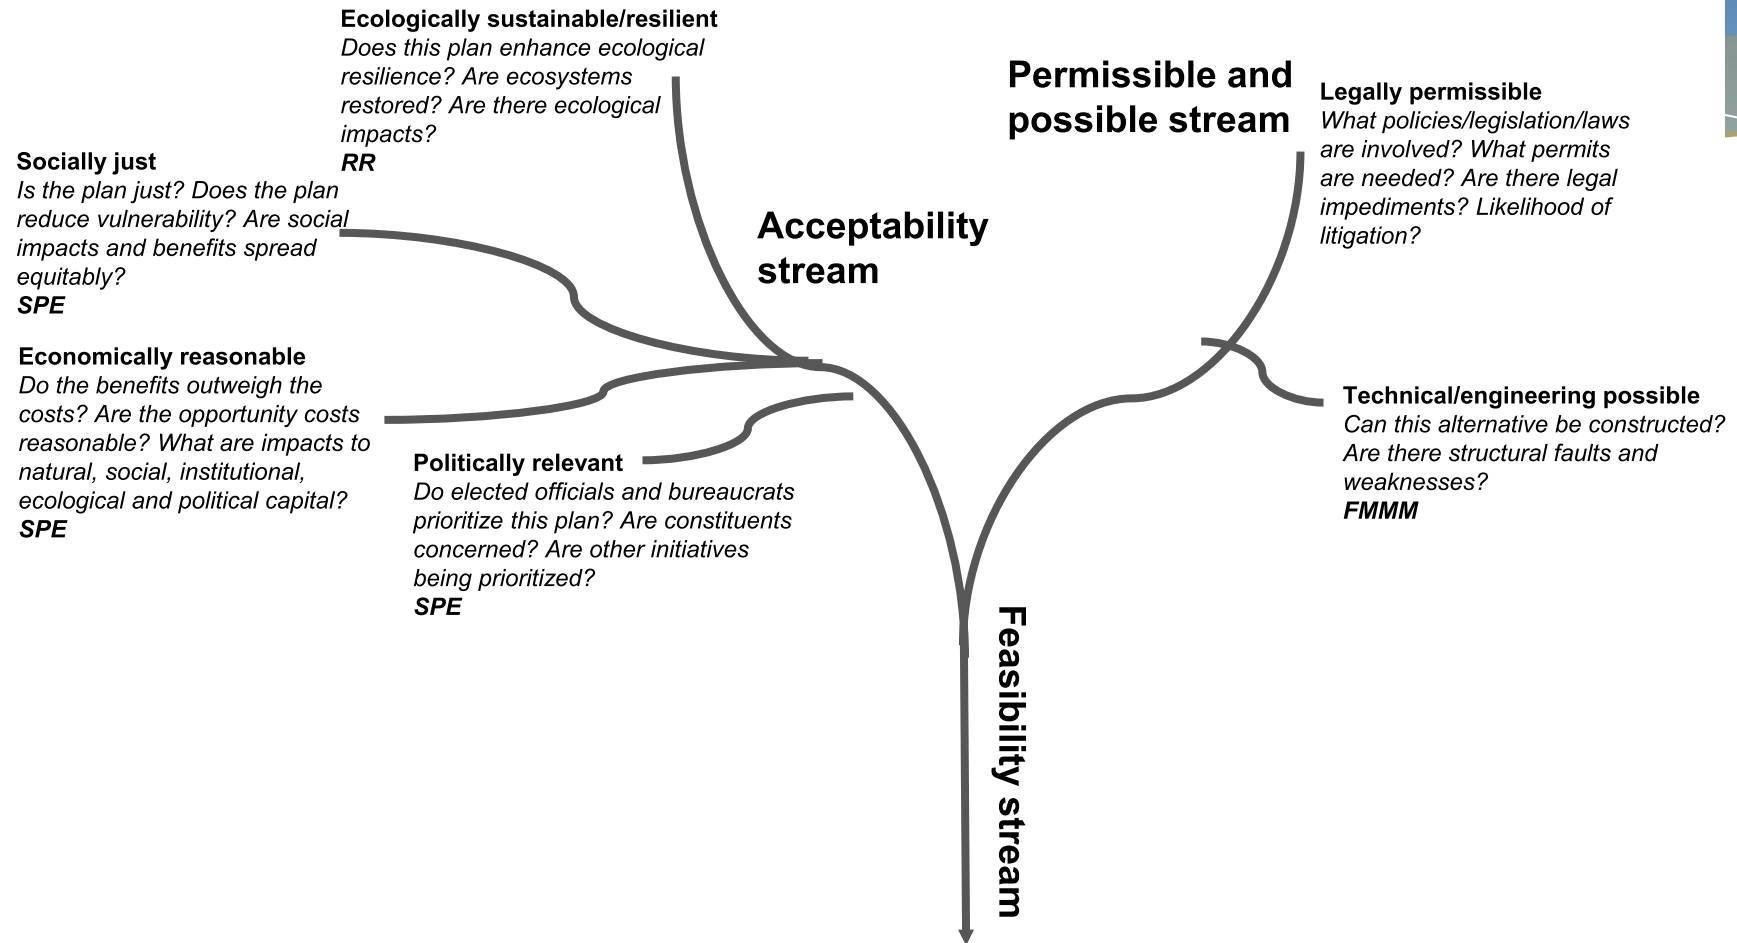 Ecologically sustainable/resilient
Does this plan enhance ecological
resilience? Are ecosystems
restored? Are there ecological
impacts?
RR
Socially just
Is the plan just? Does the plan
reduce vulnerability? Are social
impacts and benefits spread
equitably?
SPE
Economically reasonable
Do the benefits outweigh the
costs? Are the opportunity costs
reasonable? What are impacts to
natural, social, institutional,
ecological and political capital?
SPE
Politically relevant
Do elected officials and bureaucrats
prioritize this plan? Are constituents
concerned? Are other initiatives
being prioritized?
SPE
Acceptability
stream
Permissible and
possible stream
Legally permissible
What policies/legislation/laws
are involved? What permits
are needed? Are there legal
impediments? Likelihood of
litigation?
Technical/engineering possible
Can this alternative be constructed?
Are there structural faults and
weaknesses?
FMMM
Feasibility stream